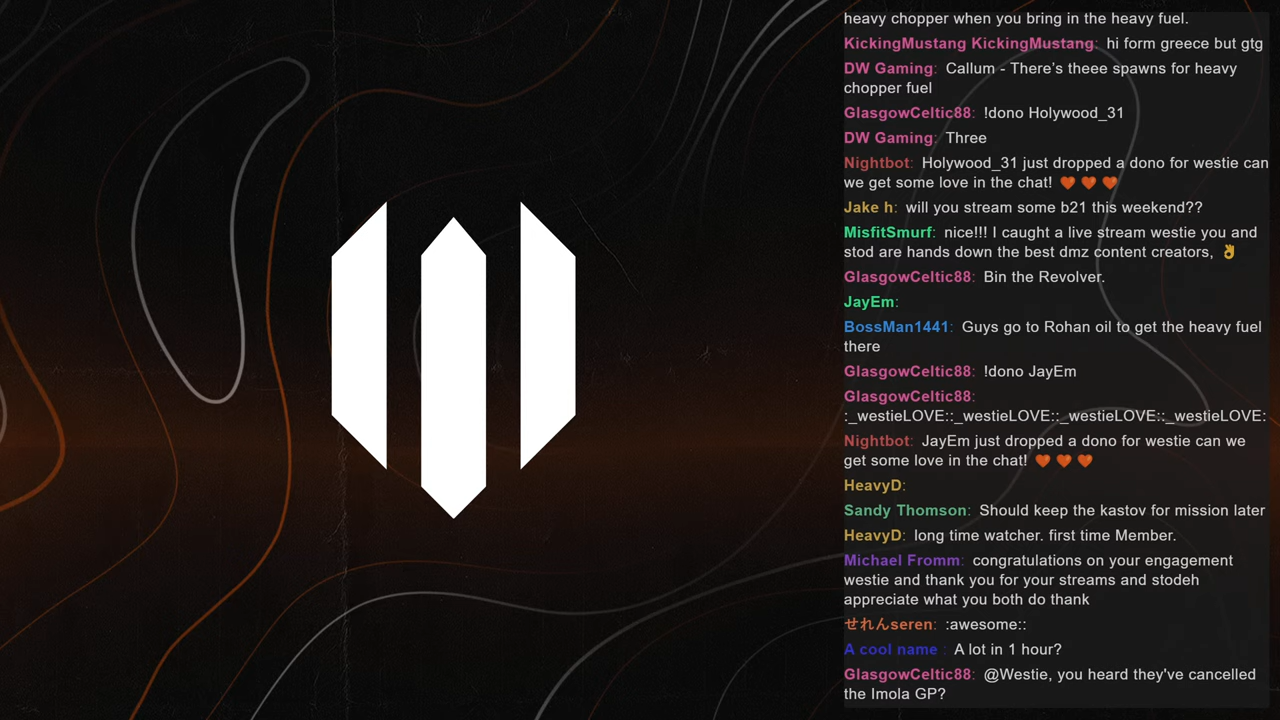 heavy chopper when you bring in the heavy fuel.
KickingMustang KickingMustang: hi form greece but gtg
DW Gaming: Callum - There's theee spawns for heavy
chopper fuel
GlasgowCeltic88: !dono Holywood_31
DW Gaming: Three
Nightbot: Holywood_31 just dropped a dono for westie can
we get some love in the chat! 🧡 🧡 🧡
Jake h: will you stream some b21 this weekend??
MisfitSmurf: nice!!! I caught a live stream westie you and
stod are hands down the best dmz content creators, 👌
GlasgowCeltic88: Bin the Revolver.
JayEm:
BossMan1441: Guys go to Rohan oil to get the heavy fuel
there
GlasgowCeltic88: !dono JayEm
GlasgowCeltic88:
:_westieLOVE::_westieLOVE::_westieLOVE::_westieLOVE:
Nightbot: JayEm just dropped a dono for westie can we
get some love in the chat! 🧡 🧡 🧡
HeavyD:
Sandy Thomson: Should keep the kastov for mission later
HeavyD: long time watcher. first time Member.
Michael Fromm: congratulations on your engagement
westie and thank you for your streams and stodeh
appreciate what you both do thank
せれんseren: :awesome::
A cool name : A lot in 1 hour?
GlasgowCeltic88: @Westie, you heard they've cancelled
the Imola GP?